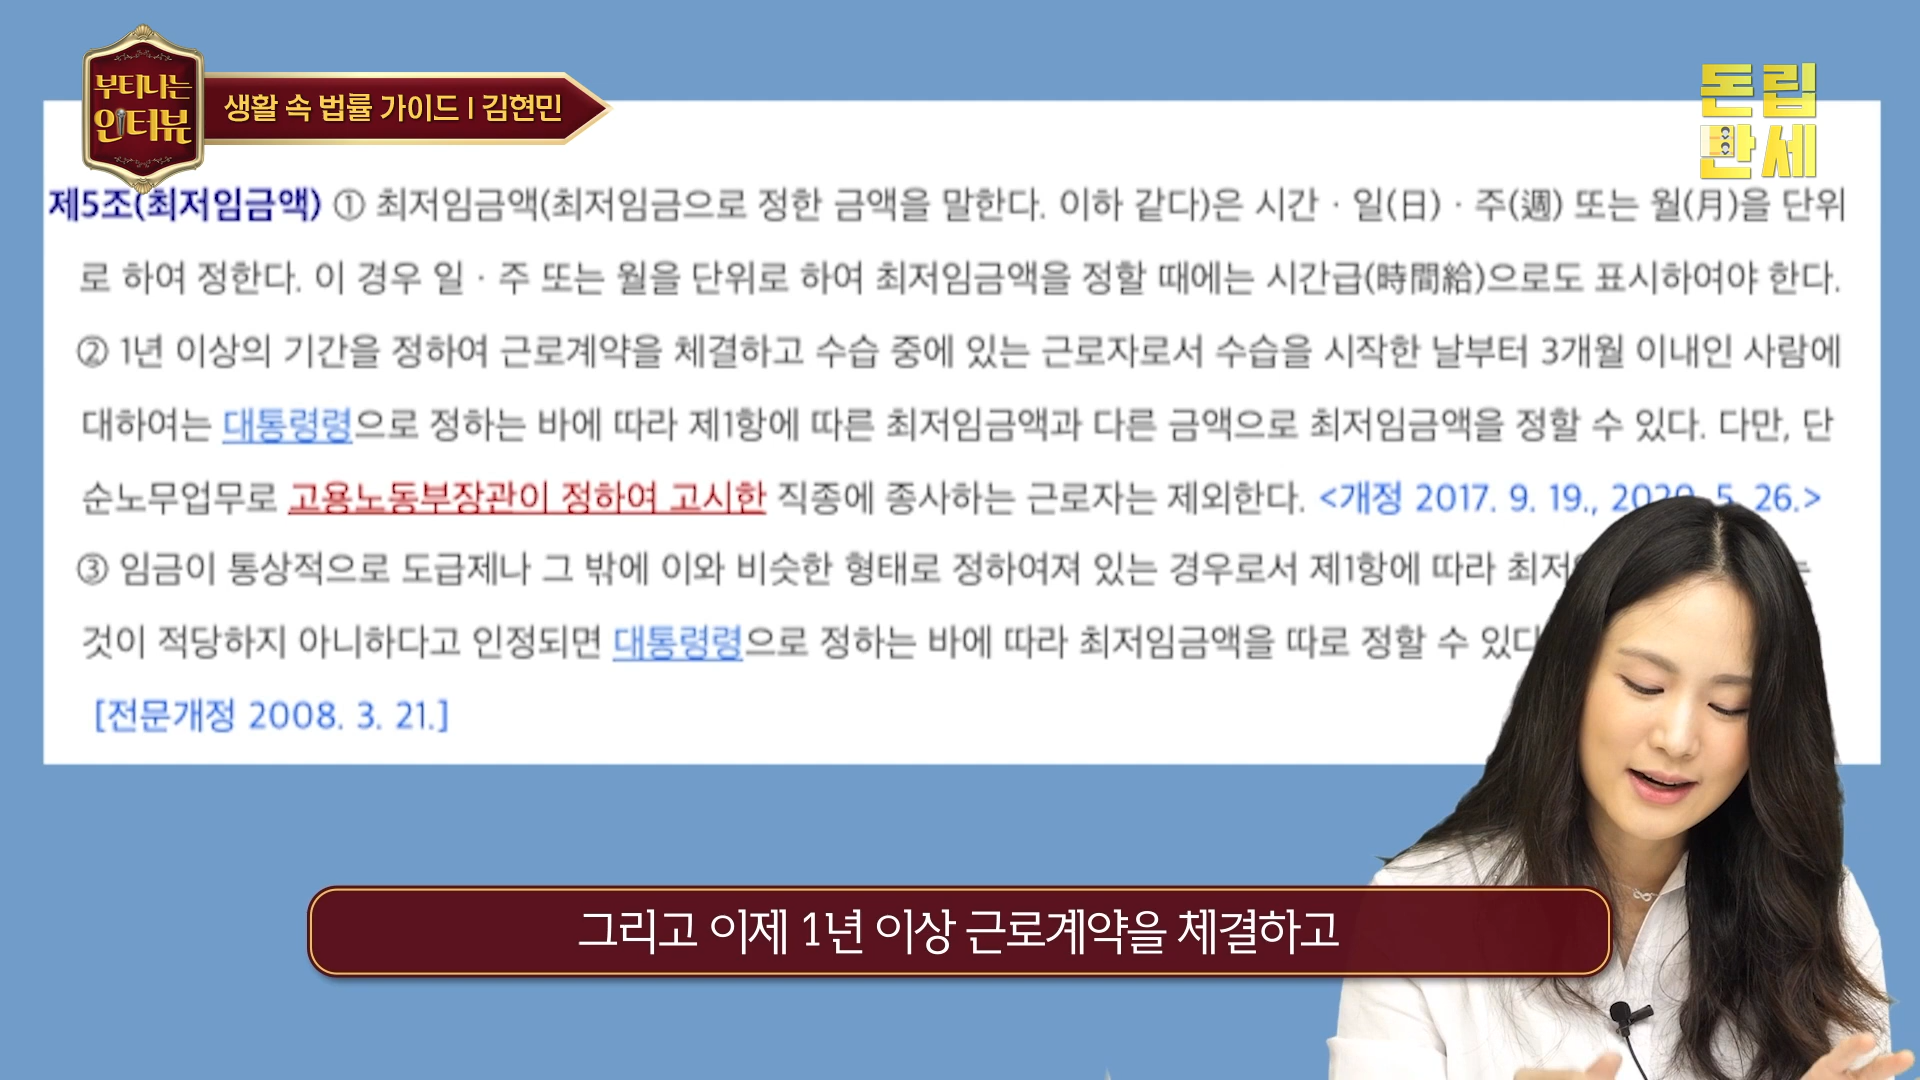 부티나는
인터뷰
생활 속 법률 가이드 | 김현민
돈립
만세
제5조(최저임금액) ① 최저임금액(최저임금으로 정한 금액을 말한다. 이하 같다)은 시간ㆍ일(日)ㆍ주(週) 또는 월(月)을 단위
로 하여 정한다. 이 경우 일ㆍ주 또는 월을 단위로 하여 최저임금액을 정할 때에는 시간급(時間給)으로도 표시하여야 한다.
② 1년 이상의 기간을 정하여 근로계약을 체결하고 수습 중에 있는 근로자로서 수습을 시작한 날부터 3개월 이내인 사람에
대하여는 대통령령으로 정하는 바에 따라 제1항에 따른 최저임금액과 다른 금액으로 최저임금액을 정할 수 있다. 다만, 단
순노무업무로 고용노동부장관이 정하여 고시한 직종에 종사하는 근로자는 제외한다. <개정 2017. 9. 19., 2020. 5. 26.>
③ 임금이 통상적으로 도급제나 그 밖에 이와 비슷한 형태로 정하여져 있는 경우로서 제1항에 따라 최저
것이 적당하지 아니하다고 인정되면 대통령령으로 정하는 바에 따라 최저임금액을 따로 정할 수 있다
[전문개정 2008. 3. 21.]
그리고 이제 1년 이상 근로계약을 체결하고